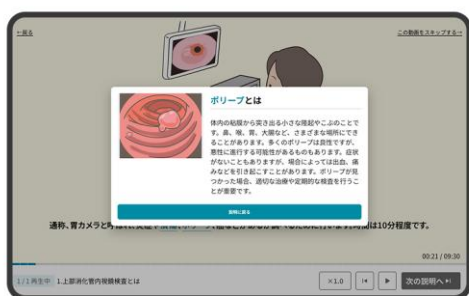 ←戻る
この動画をスキップする→
ポリープとは
体内の粘膜から突き出る小さな隆起やこぶのことで
す。鼻、喉、胃、大腸など、さまざまな場所にでき
ることがあります。多くのポリープは良性ですが、
悪性に進行する可能性があるものもあります。症状
がないこともありますが、場合によっては出血、痛
みなどを引き起こすことがあります。ポリープが見
つかった場合、適切な治療や定期的な検査を行うこ
とが重要です。
説明に戻る
通称、胃カメラと
時間は10分程度です。
00:21 / 09:30
1 / 1 再生中 1.上部消化管内視鏡検査とは
×1.0
次の説明へ